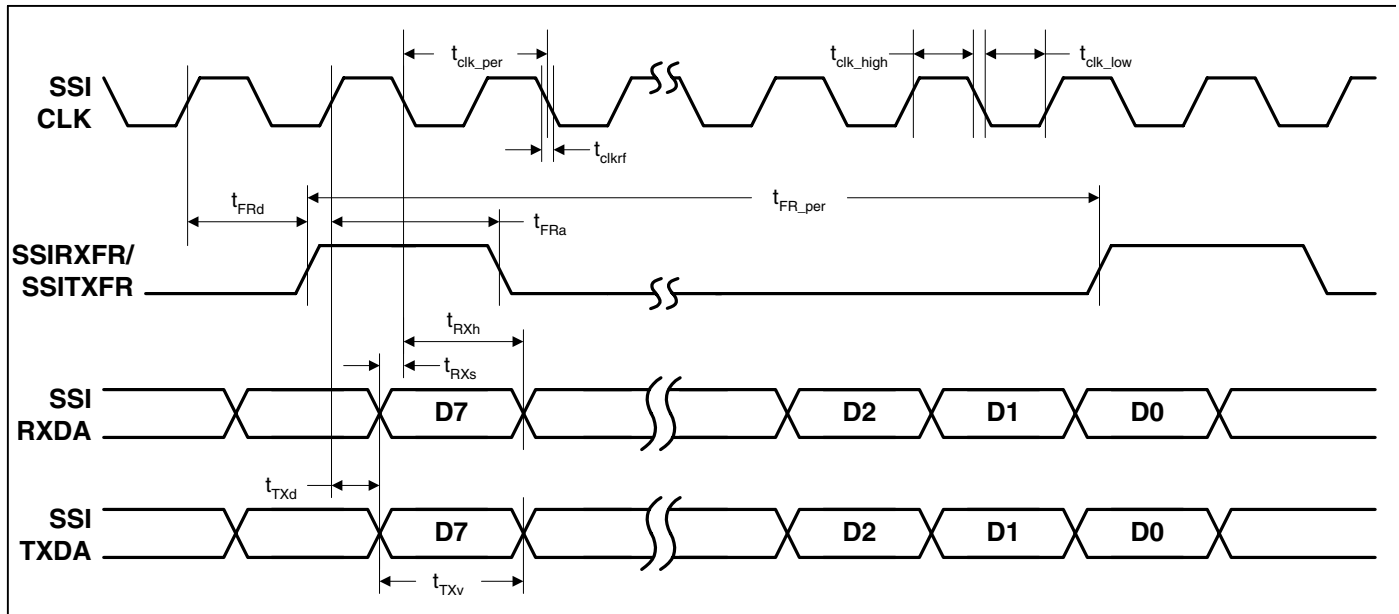 t_clk_per
t_clk_high
t_clk_low
SSI
CLK
t_clkrf
t_FRd
t_FR_per
t_FRa
SSIRXFR/
SSITXFR
t_RXh
t_RXs
SSI
RXDA
D7
D2
D1
D0
t_TXd
SSI
TXDA
D7
D2
D1
D0
t_TXv